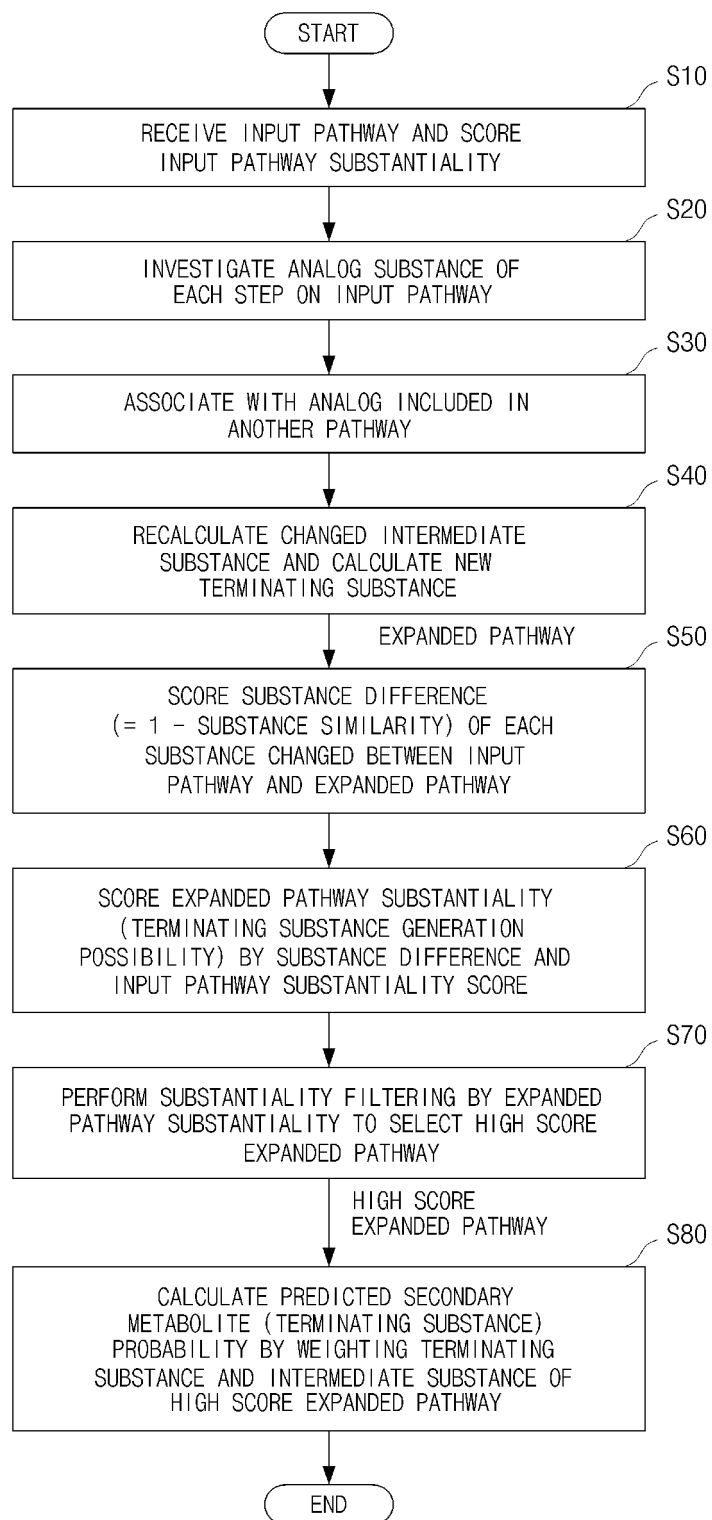 START
S10
RECEIVE INPUT PATHWAY AND SCORE
INPUT PATHWAY SUBSTANTIALITY
S20
INVESTIGATE ANALOG SUBSTANCE OF
EACH STEP ON INPUT PATHWAY
S30
ASSOCIATE WITH ANALOG INCLUDED IN
ANOTHER PATHWAY
S40
RECALCULATE CHANGED INTERMEDIATE
SUBSTANCE AND CALCULATE NEW
TERMINATING SUBSTANCE
EXPANDED PATHWAY
S50
SCORE SUBSTANCE DIFFERENCE
(= 1 - SUBSTANCE SIMILARITY) OF EACH
SUBSTANCE CHANGED BETWEEN INPUT
PATHWAY AND EXPANDED PATHWAY
S60
SCORE EXPANDED PATHWAY SUBSTANTIALITY
(TERMINATING SUBSTANCE GENERATION
POSSIBILITY) BY SUBSTANCE DIFFERENCE AND
INPUT PATHWAY SUBSTANTIALITY SCORE
S70
PERFORM SUBSTANTIALITY FILTERING BY EXPANDED
PATHWAY SUBSTANTIALITY TO SELECT HIGH SCORE
EXPANDED PATHWAY
HIGH SCORE
EXPANDED PATHWAY
S80
CALCULATE PREDICTED SECONDARY
METABOLITE (TERMINATING SUBSTANCE)
PROBABILITY BY WEIGHTING TERMINATING
SUBSTANCE AND INTERMEDIATE SUBSTANCE OF
HIGH SCORE EXPANDED PATHWAY
END